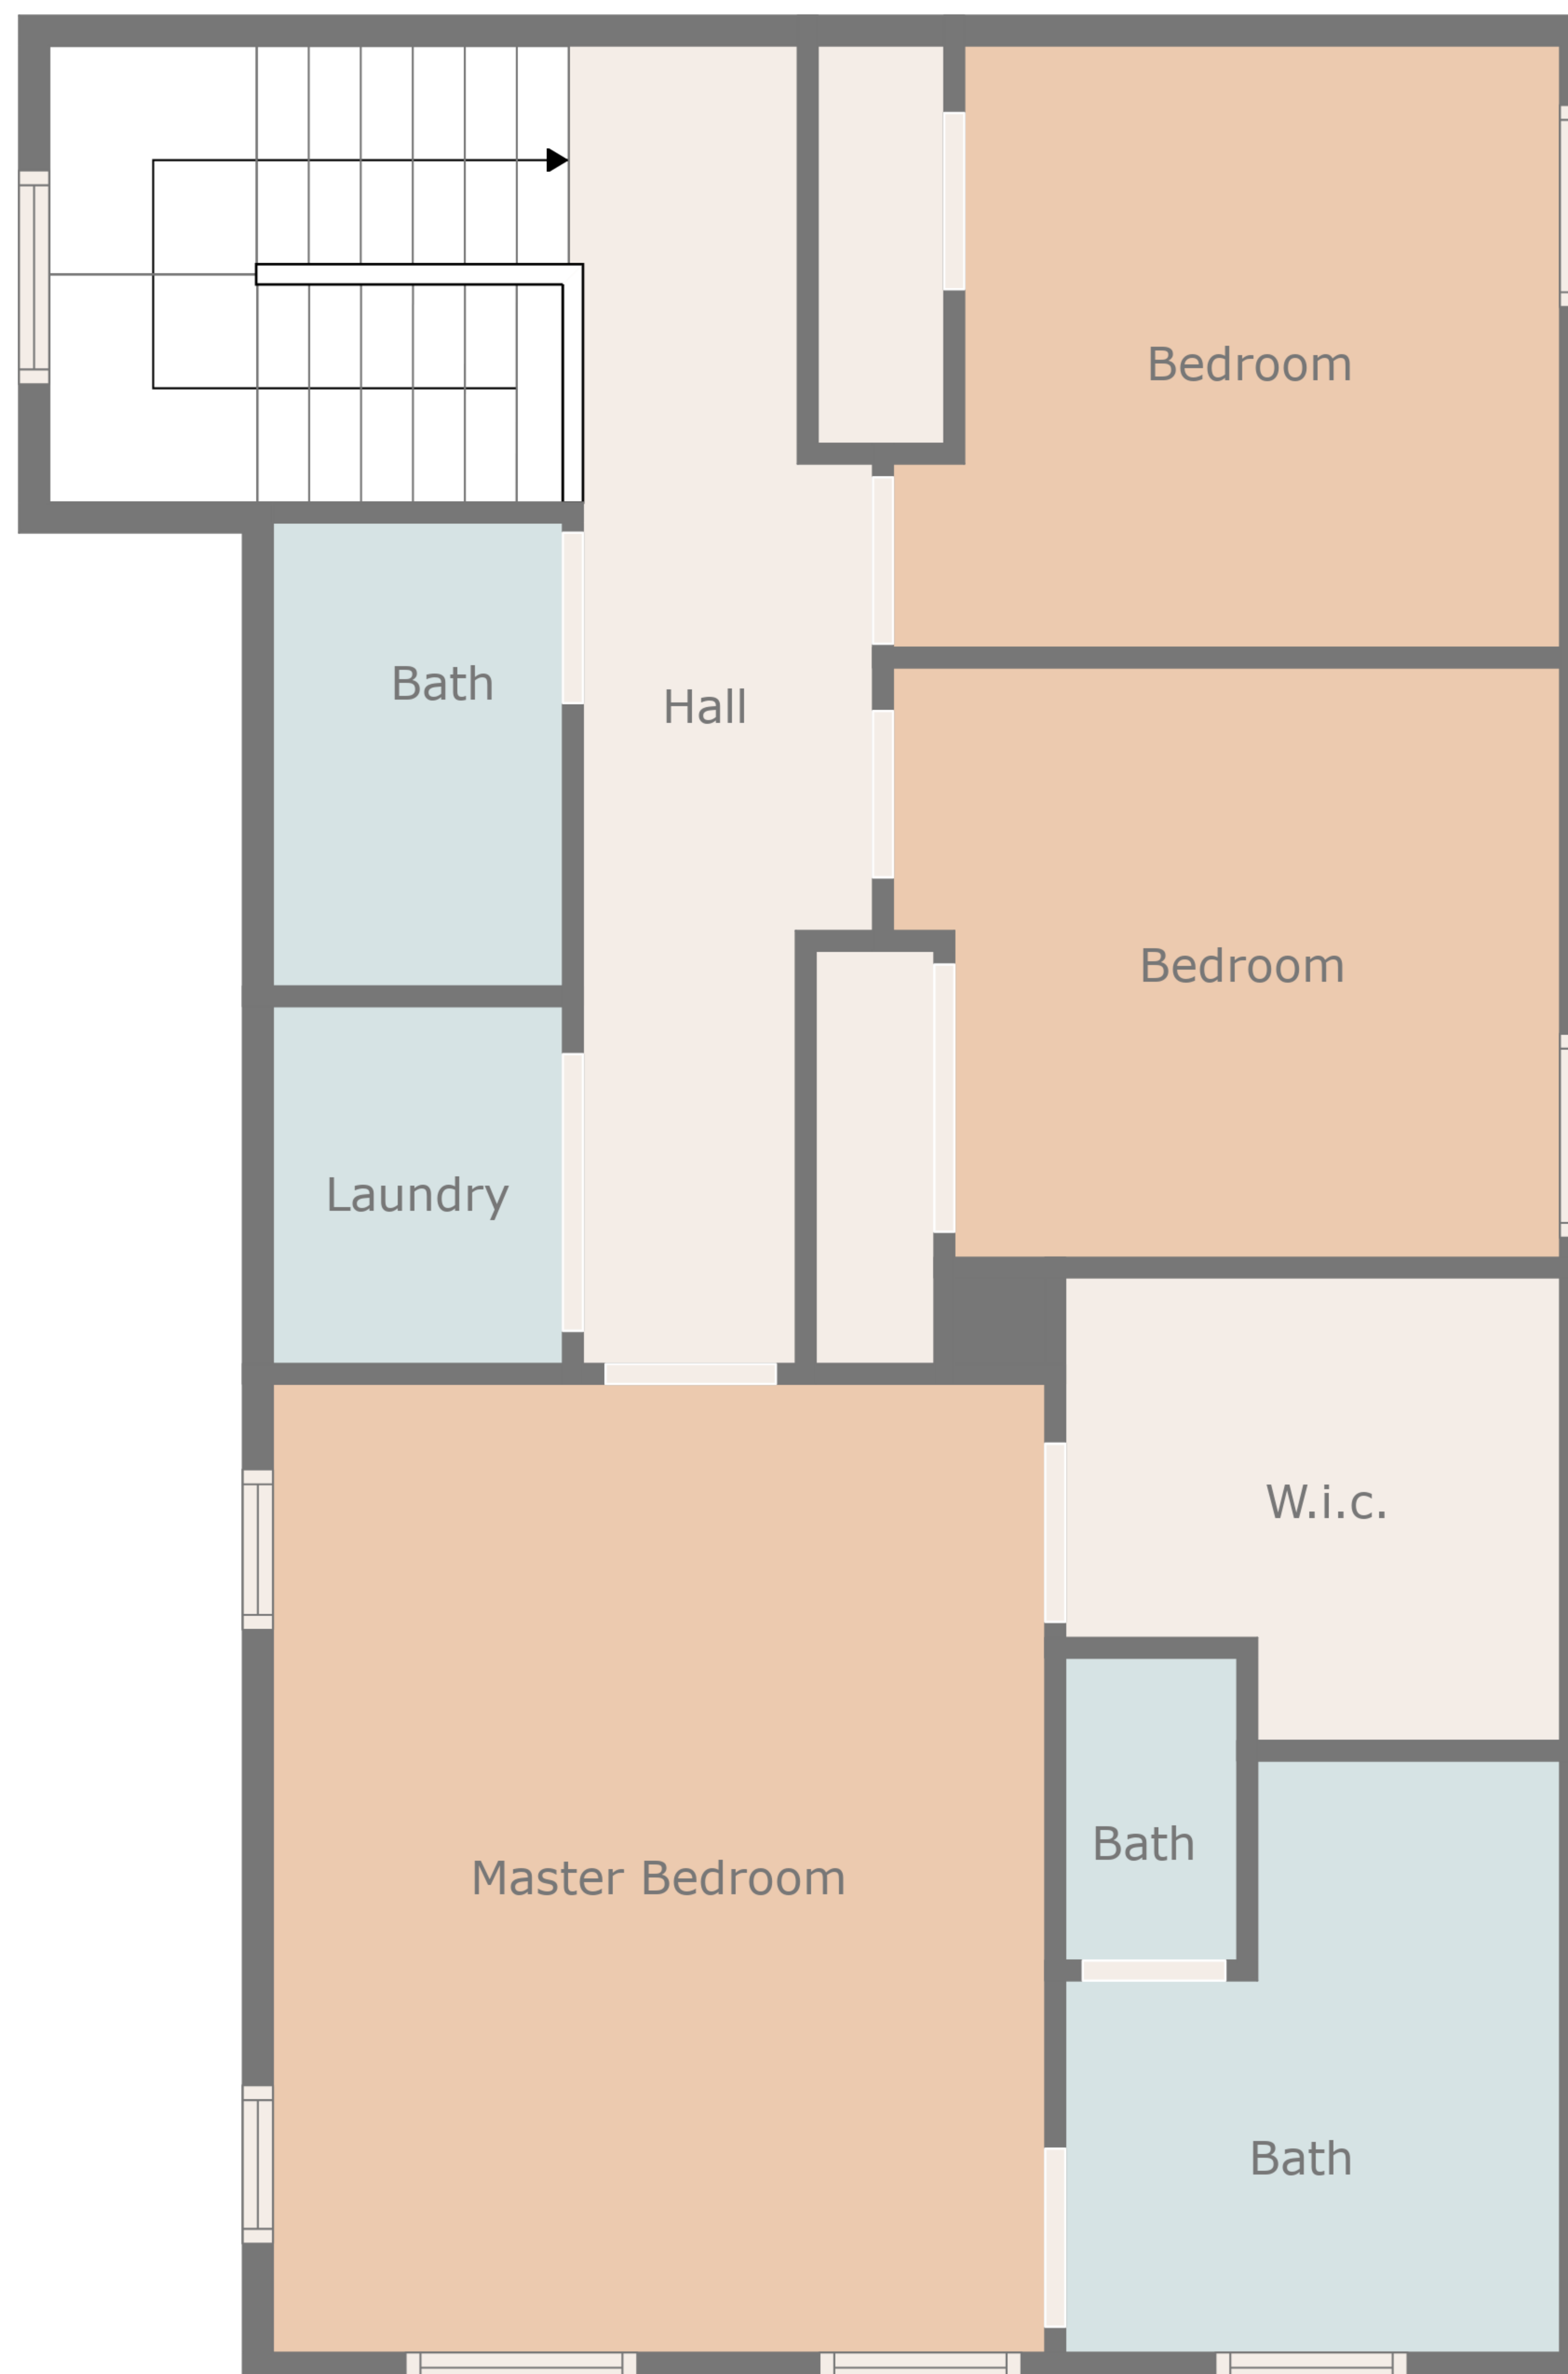 Bedroom
Bath
Hall
Bedroom
Laundry
W.i.c.
Bath
Master Bedroom
Bath